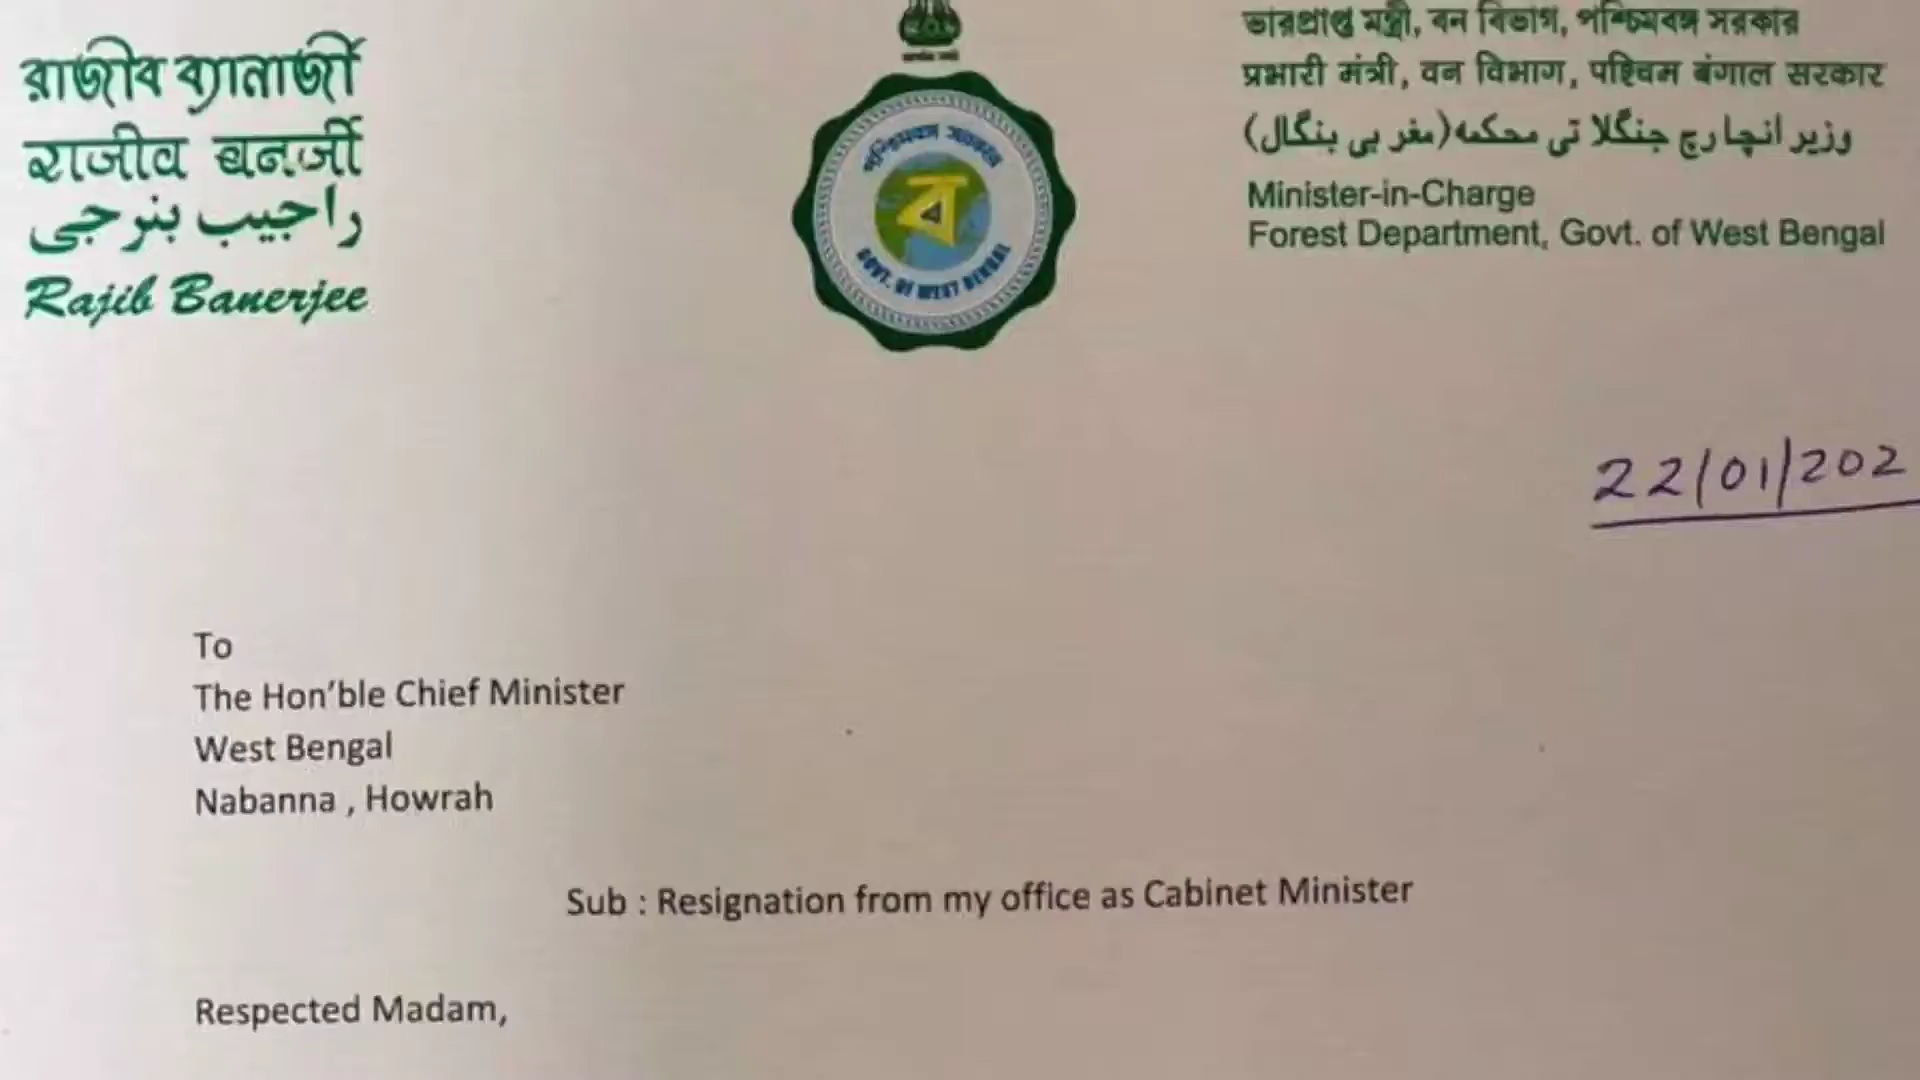 রাজীব ব্যানার্জী
राजीव बनर्जी
راجيب بنرجی
Rajib Banerjee
পশ্চিমবঙ্গ সরকার
ব
GOVT. OF WEST BENGAL
ভারপ্রাপ্ত মন্ত্রী, বন বিভাগ, পশ্চিমবঙ্গ সরকার
प्रभारी मंत्री, वन विभाग, पश्चिम बंगाल सरकार
وزیر انچارج جنگلا تی محکمہ(مغر بی بنگال)
Minister-in-Charge
Forest Department, Govt. of West Bengal
22/01/202
To
The Hon'ble Chief Minister
West Bengal
Nabanna , Howrah
Sub : Resignation from my office as Cabinet Minister
Respected Madam,